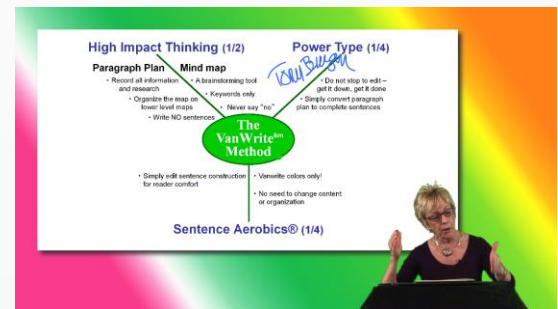 High Impact Thinking (1/2)
Power Type (1/4)
Paragraph Plan
Mind map
• Record all information
and research
• Organize the map on
lower level maps
• Write NO sentences
• A brainstorming tool
• Keywords only
• Never say "no"
Tony
• Do not stop to edit –
get it down, get it done
• Simply convert paragraph
plan to complete sentences
The
VanWrite
Method
• Simply edit sentence construction
for reader comfort
• Vanwrite colors only!
• No need to change content
or organization
Sentence Aerobics® (1/4)